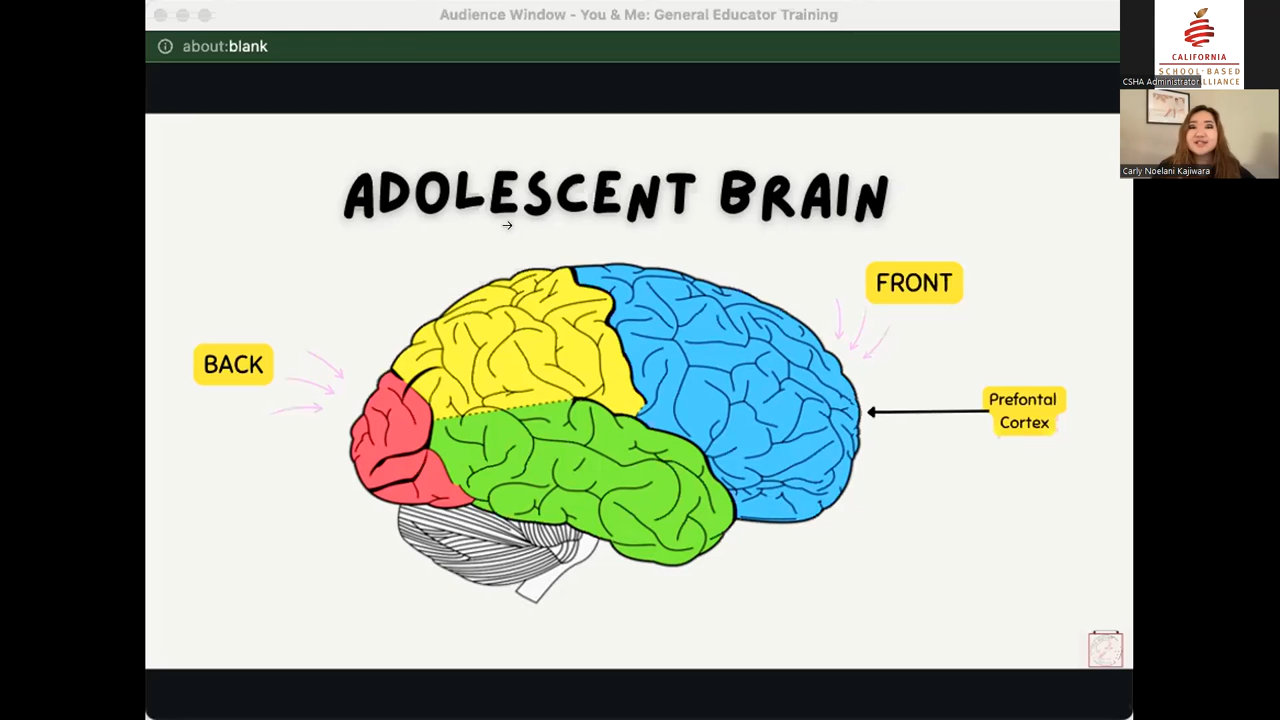 Audience Window - You & Me: General Educator Training
about:blank
CALIFORNIA
SCHOOL-BASED
CSHA Administrator
LLIANCE
Carly Noelani Kajiwara
ADOLESCENT BRAIN
FRONT
BACK
Prefontal
Cortex